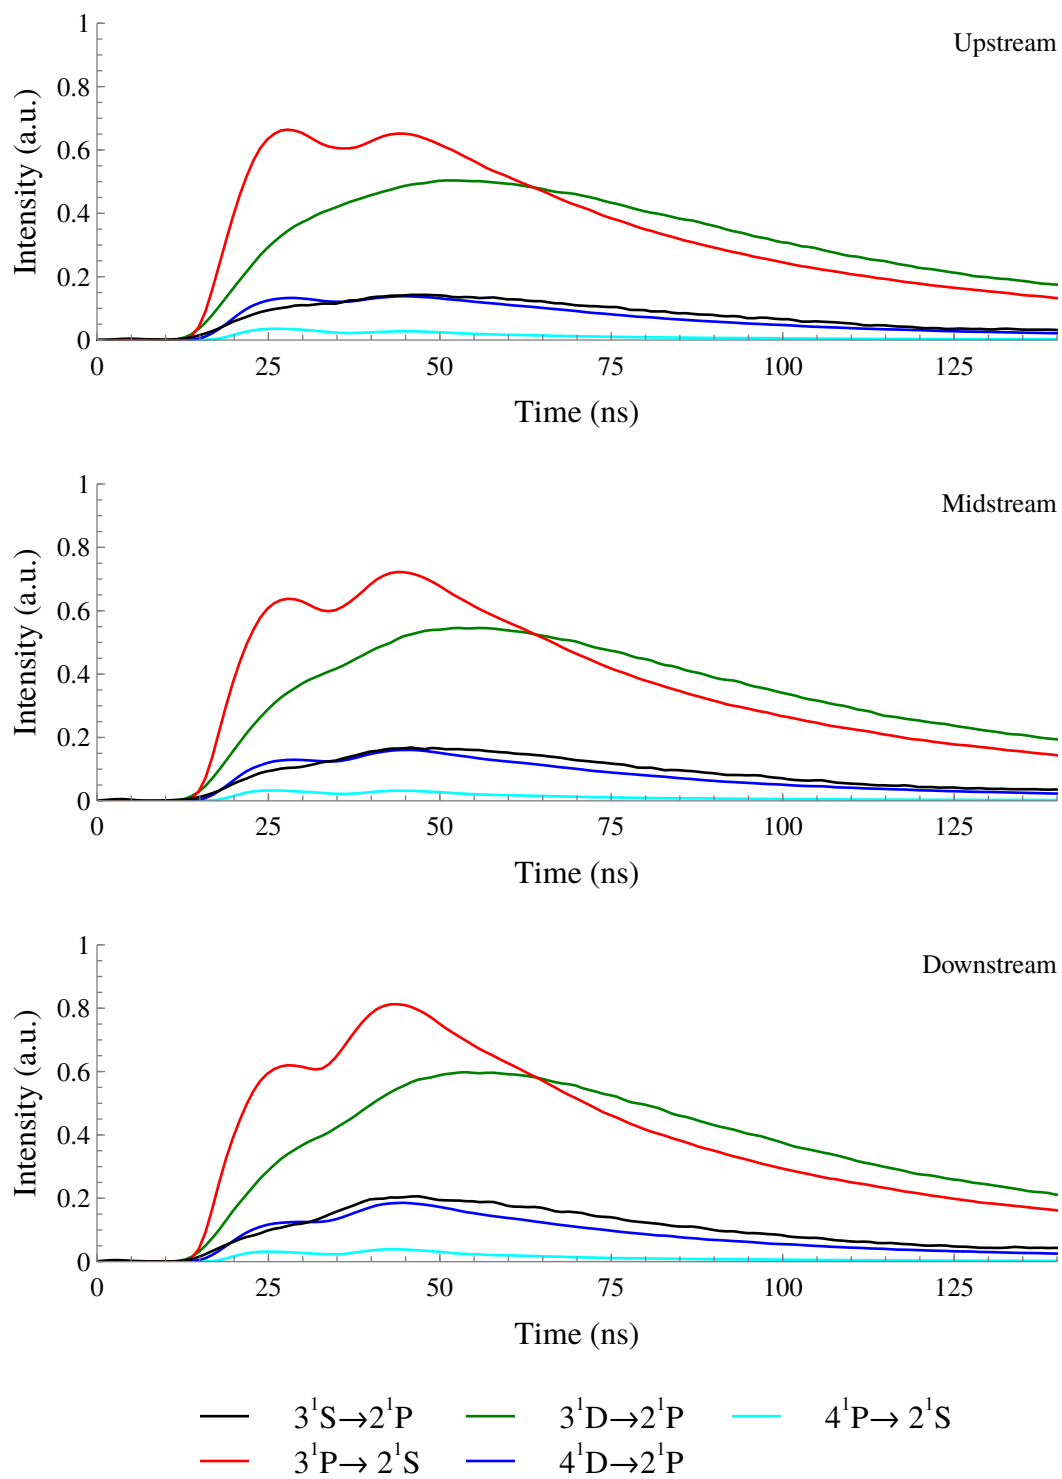 Upstream
Intensity (a.u.)
1
0.8
0.6
0.4
0.2
0
0 25 50 75 100 125
Time (ns)
Midstream
Intensity (a.u.)
1
0.8
0.6
0.4
0.2
0
0 25 50 75 100 125
Time (ns)
Downstream
Intensity (a.u.)
1
0.8
0.6
0.4
0.2
0
0 25 50 75 100 125
Time (ns)
3¹S→2¹P 3¹D→2¹P 4¹P→ 2¹S
3¹P→ 2¹S 4¹D→2¹P